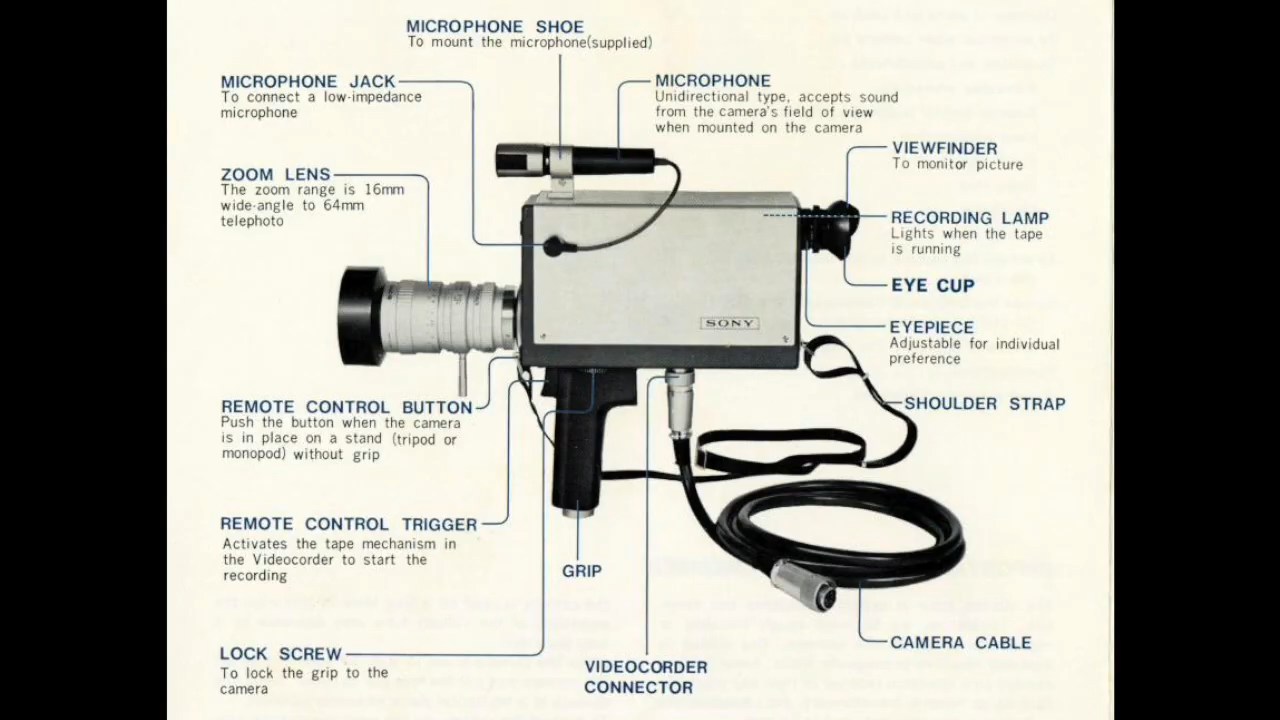 MICROPHONE SHOE
To mount the microphone(supplied)
MICROPHONE JACK
To connect a low-impedance
microphone
MICROPHONE
Unidirectional type, accepts sound
from the camera's field of view
when mounted on the camera
VIEWFINDER
To monitor picture
ZOOM LENS
The zoom range is 16mm
wide-angle to 64mm
telephoto
RECORDING LAMP
Lights when the tape
is running
EYE CUP
SONY
EYEPIECE
Adjustable for individual
preference
REMOTE CONTROL BUTTON
Push the button when the camera
is in place on a stand (tripod or
monopod) without grip
SHOULDER STRAP
REMOTE CONTROL TRIGGER
Activates the tape mechanism in
the Videocorder to start the
recording
GRIP
CAMERA CABLE
LOCK SCREW
To lock the grip to the
camera
VIDEOCORDER
CONNECTOR